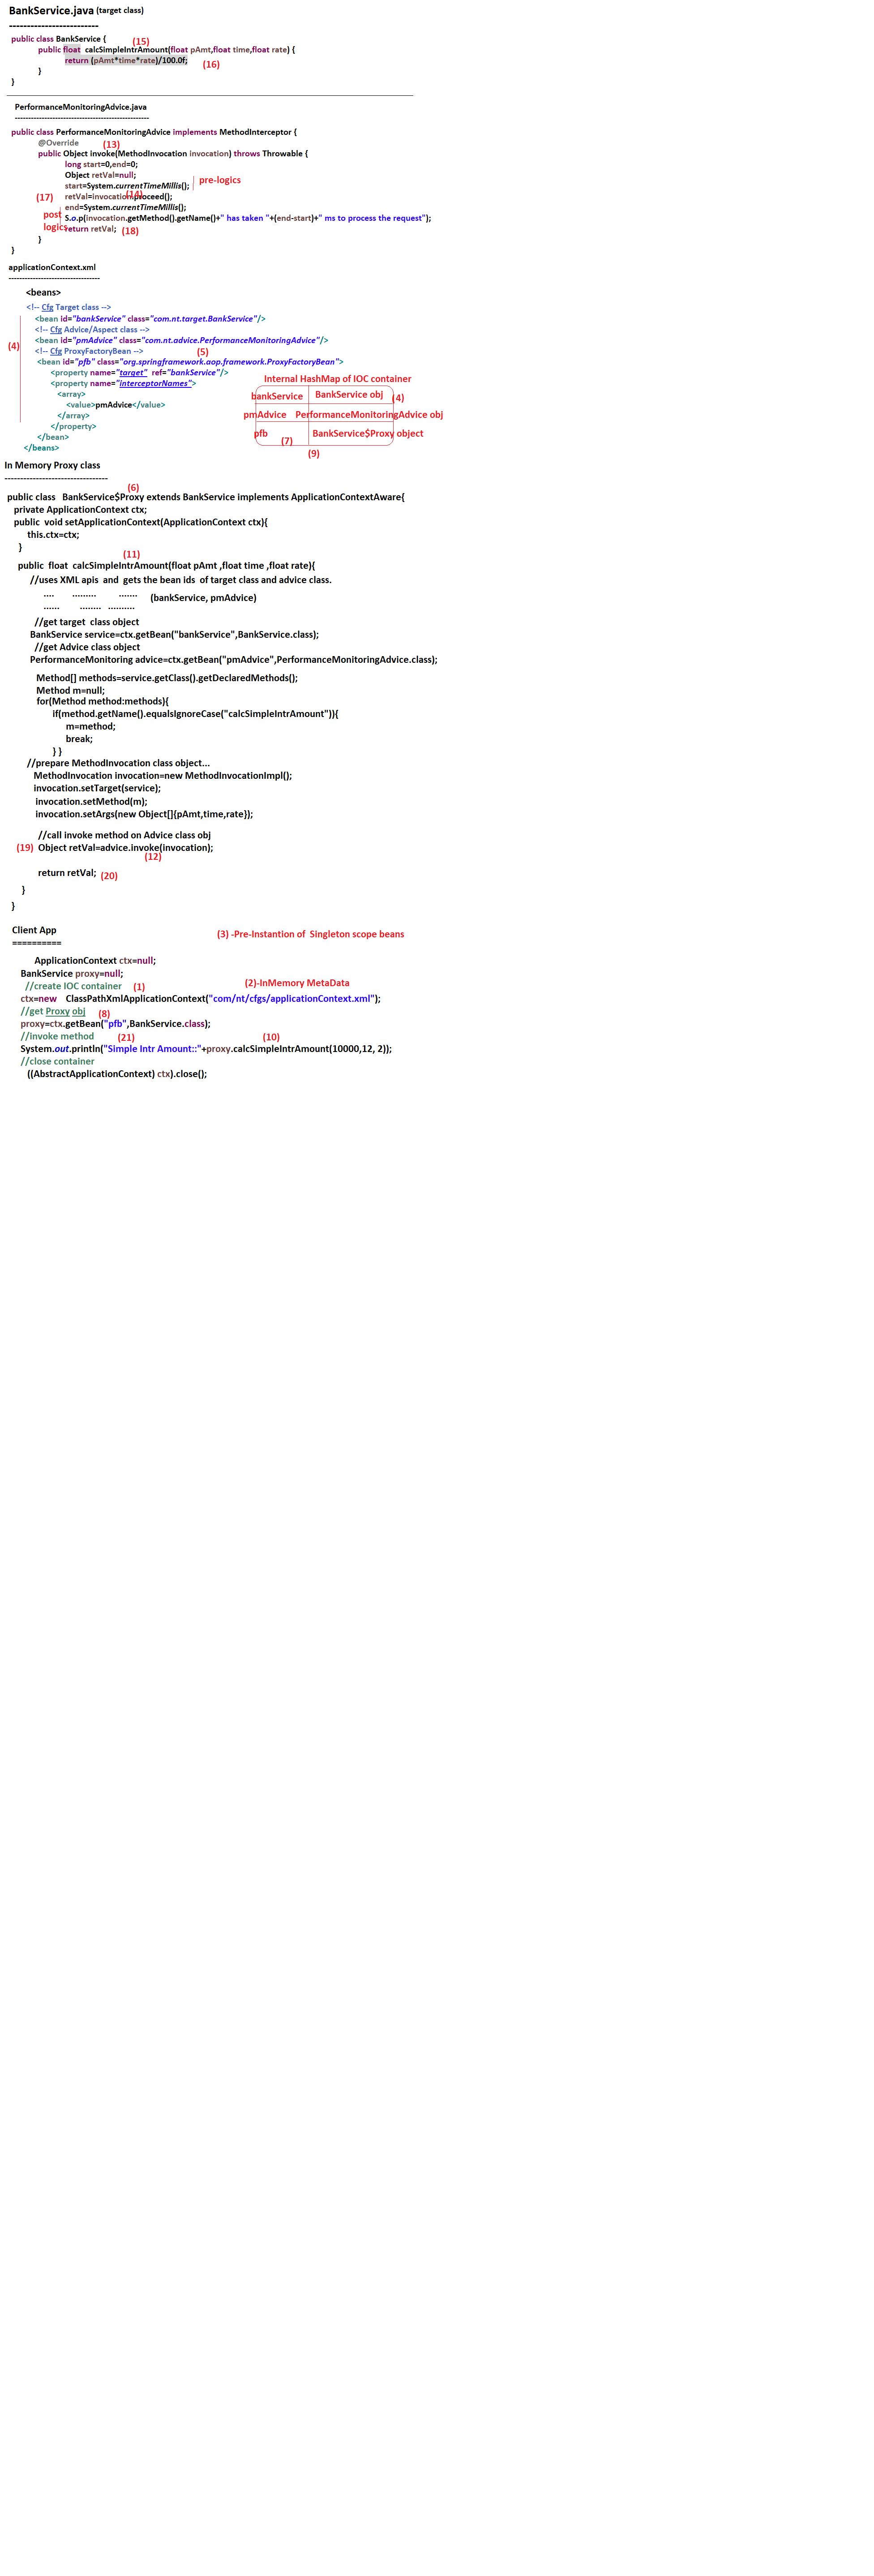 BankService.java (target class)
-------------------------
public class BankService { (15)
public float calcSimpleIntrAmount(float pAmt,float time,float rate) {
return (pAmt*time*rate)/100.0f; (16)
}
}
PerformanceMonitoringAdvice.java
--------------------------------------------------
public class PerformanceMonitoringAdvice implements MethodInterceptor {
@Override (13)
public Object invoke(MethodInvocation invocation) throws Throwable {
long start=0,end=0;
Object retVal=null;
start=System.currentTimeMillis(); pre-logics
(17) retVal=invocation.proceed(); (14)
end=System.currentTimeMillis();
post S.o.p(invocation.getMethod().getName()+" has taken "+(end-start)+" ms to process the request");
logics return retVal; (18)
}
}
applicationContext.xml
----------------------------------
<beans>
<!-- Cfg Target class -->
<bean id="bankService" class="com.nt.target.BankService"/>
<!-- Cfg Advice/Aspect class -->
(4) <bean id="pmAdvice" class="com.nt.advice.PerformanceMonitoringAdvice"/>
<!-- Cfg ProxyFactoryBean --> (5)
<bean id="pfb" class="org.springframework.aop.framework.ProxyFactoryBean">
<property name="target" ref="bankService"/>
<property name="interceptorNames">
<array>
<value>pmAdvice</value>
</array>
</property>
</bean>
</beans>
Internal HashMap of IOC container
bankService BankService obj (4)
pmAdvice PerformanceMonitoringAdvice obj
pfb (7) BankService$Proxy object
(9)
In Memory Proxy class
---------------------------------
(6)
public class BankService$Proxy extends BankService implements ApplicationContextAware{
private ApplicationContext ctx;
public void setApplicationContext(ApplicationContext ctx){
this.ctx=ctx;
}
(11)
public float calcSimpleIntrAmount(float pAmt ,float time ,float rate){
//uses XML apis and gets the bean ids of target class and advice class.
.... ......... ....... (bankService, pmAdvice)
...... ........ ..........
//get target class object
BankService service=ctx.getBean("bankService",BankService.class);
//get Advice class object
PerformanceMonitoring advice=ctx.getBean("pmAdvice",PerformanceMonitoringAdvice.class);
Method[] methods=service.getClass().getDeclaredMethods();
Method m=null;
for(Method method:methods){
if(method.getName().equalsIgnoreCase("calcSimpleIntrAmount")){
m=method;
break;
} }
//prepare MethodInvocation class object...
MethodInvocation invocation=new MethodInvocationImpl();
invocation.setTarget(service);
invocation.setMethod(m);
invocation.setArgs(new Object[]{pAmt,time,rate});
//call invoke method on Advice class obj
(19) Object retVal=advice.invoke(invocation);
(12)
return retVal; (20)
}
}
Client App
==========
(3) -Pre-Instantion of Singleton scope beans
ApplicationContext ctx=null;
BankService proxy=null;
//create IOC container (1) (2)-InMemory MetaData
ctx=new ClassPathXmlApplicationContext("com/nt/cfgs/applicationContext.xml");
//get Proxy obj (8)
proxy=ctx.getBean("pfb",BankService.class);
//invoke method (21) (10)
System.out.println("Simple Intr Amount::"+proxy.calcSimpleIntrAmount(10000,12, 2));
//close container
((AbstractApplicationContext) ctx).close();